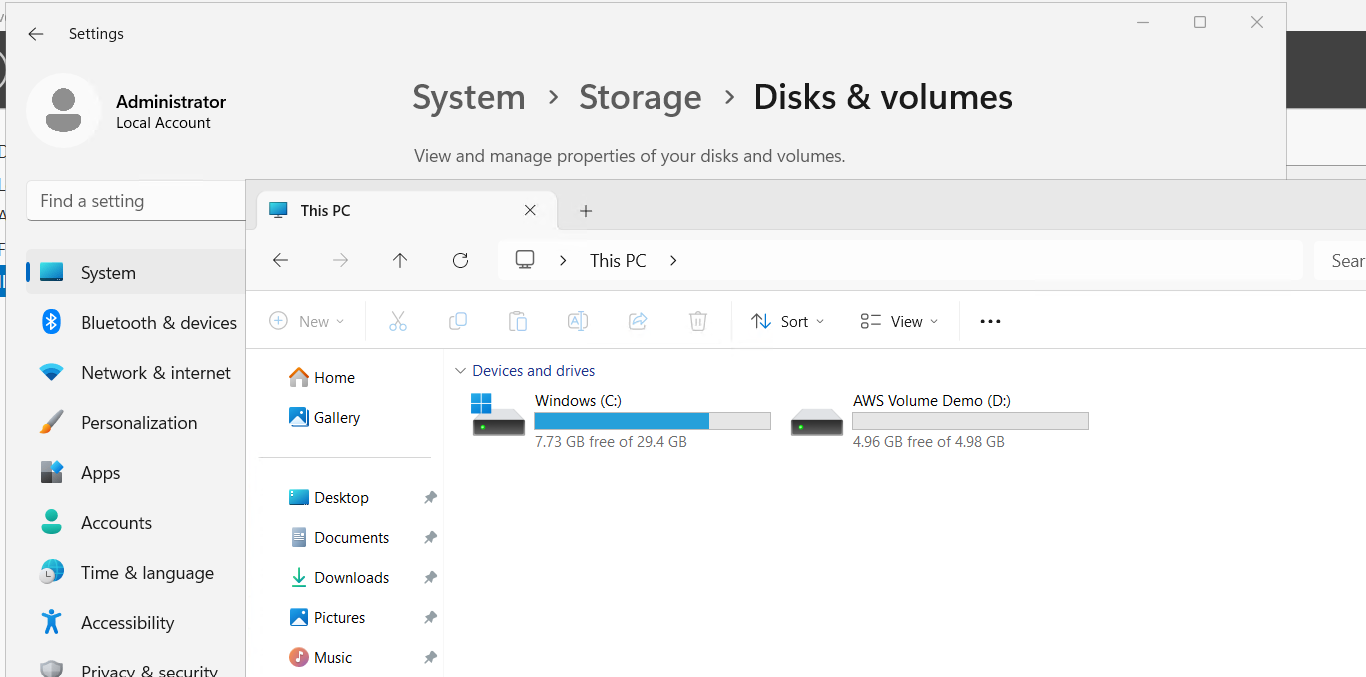 Settings
Administrator
Local Account
System > Storage > Disks & volumes
View and manage properties of your disks and volumes.
Find a setting
System
Bluetooth & devices
Network & internet
Personalization
Apps
Accounts
Time & language
Accessibility
Privacy & security
This PC
This PC
Sear
New
Sort
View
Home
Gallery
Desktop
Documents
Downloads
Pictures
Music
Devices and drives
Windows (C:)
7.73 GB free of 29.4 GB
AWS Volume Demo (D:)
4.96 GB free of 4.98 GB